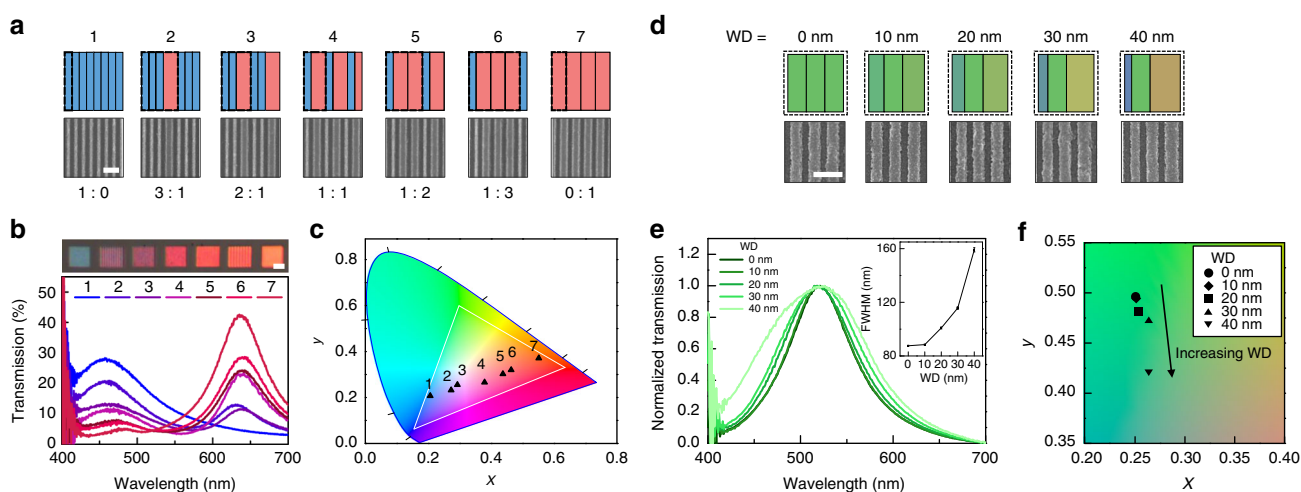 a
1 2 3 4 5 6 7
1 : 0 3 : 1 2 : 1 1 : 1 1 : 2 1 : 3 0 : 1
d
WD = 0 nm 10 nm 20 nm 30 nm 40 nm
b
1 2 3 4 5 6 7
50
40
30
20
10
0
Transmission (%)
400 500 600 700
Wavelength (nm)
c
0.8
0.6
0.4
0.2
0.0
y
1 2 3 4 5 6 7
0.0 0.2 0.4 0.6 0.8
X
e
1.2
1.0
0.8
0.6
0.4
0.2
0.0
Normalized transmission
WD
0 nm
10 nm
20 nm
30 nm
40 nm
160
120
80
FWHM (nm)
0 10 20 30 40
WD (nm)
400 500 600 700
Wavelength (nm)
f
0.55
0.50
0.45
0.40
0.35
y
WD
0 nm
10 nm
20 nm
30 nm
40 nm
Increasing WD
0.20 0.25 0.30 0.35 0.40
X